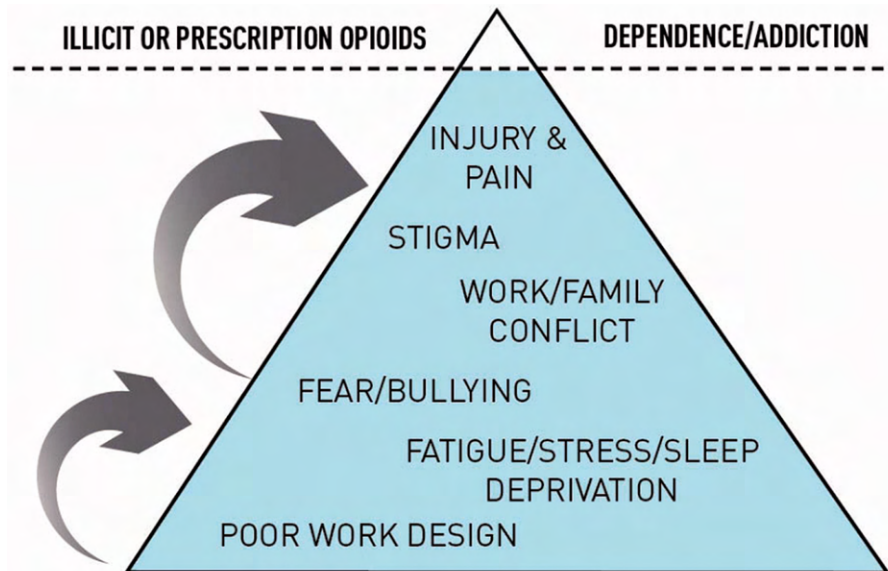 ILLICIT OR PRESCRIPTION OPIOIDS
DEPENDENCE/ADDICTION
INJURY &
PAIN
STIGMA
WORK/FAMILY
CONFLICT
FEAR/BULLYING
FATIGUE/STRESS/SLEEP
DEPRIVATION
POOR WORK DESIGN